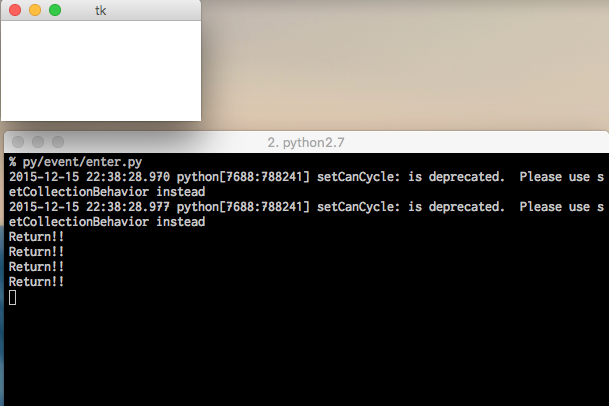 tk
2. python2.7
% py/event/enter.py
2015-12-15 22:38:28.970 python[7688:788241] setCanCycle: is deprecated.  Please use s
etCollectionBehavior instead
2015-12-15 22:38:28.977 python[7688:788241] setCanCycle: is deprecated.  Please use s
etCollectionBehavior instead
Return!!
Return!!
Return!!
Return!!